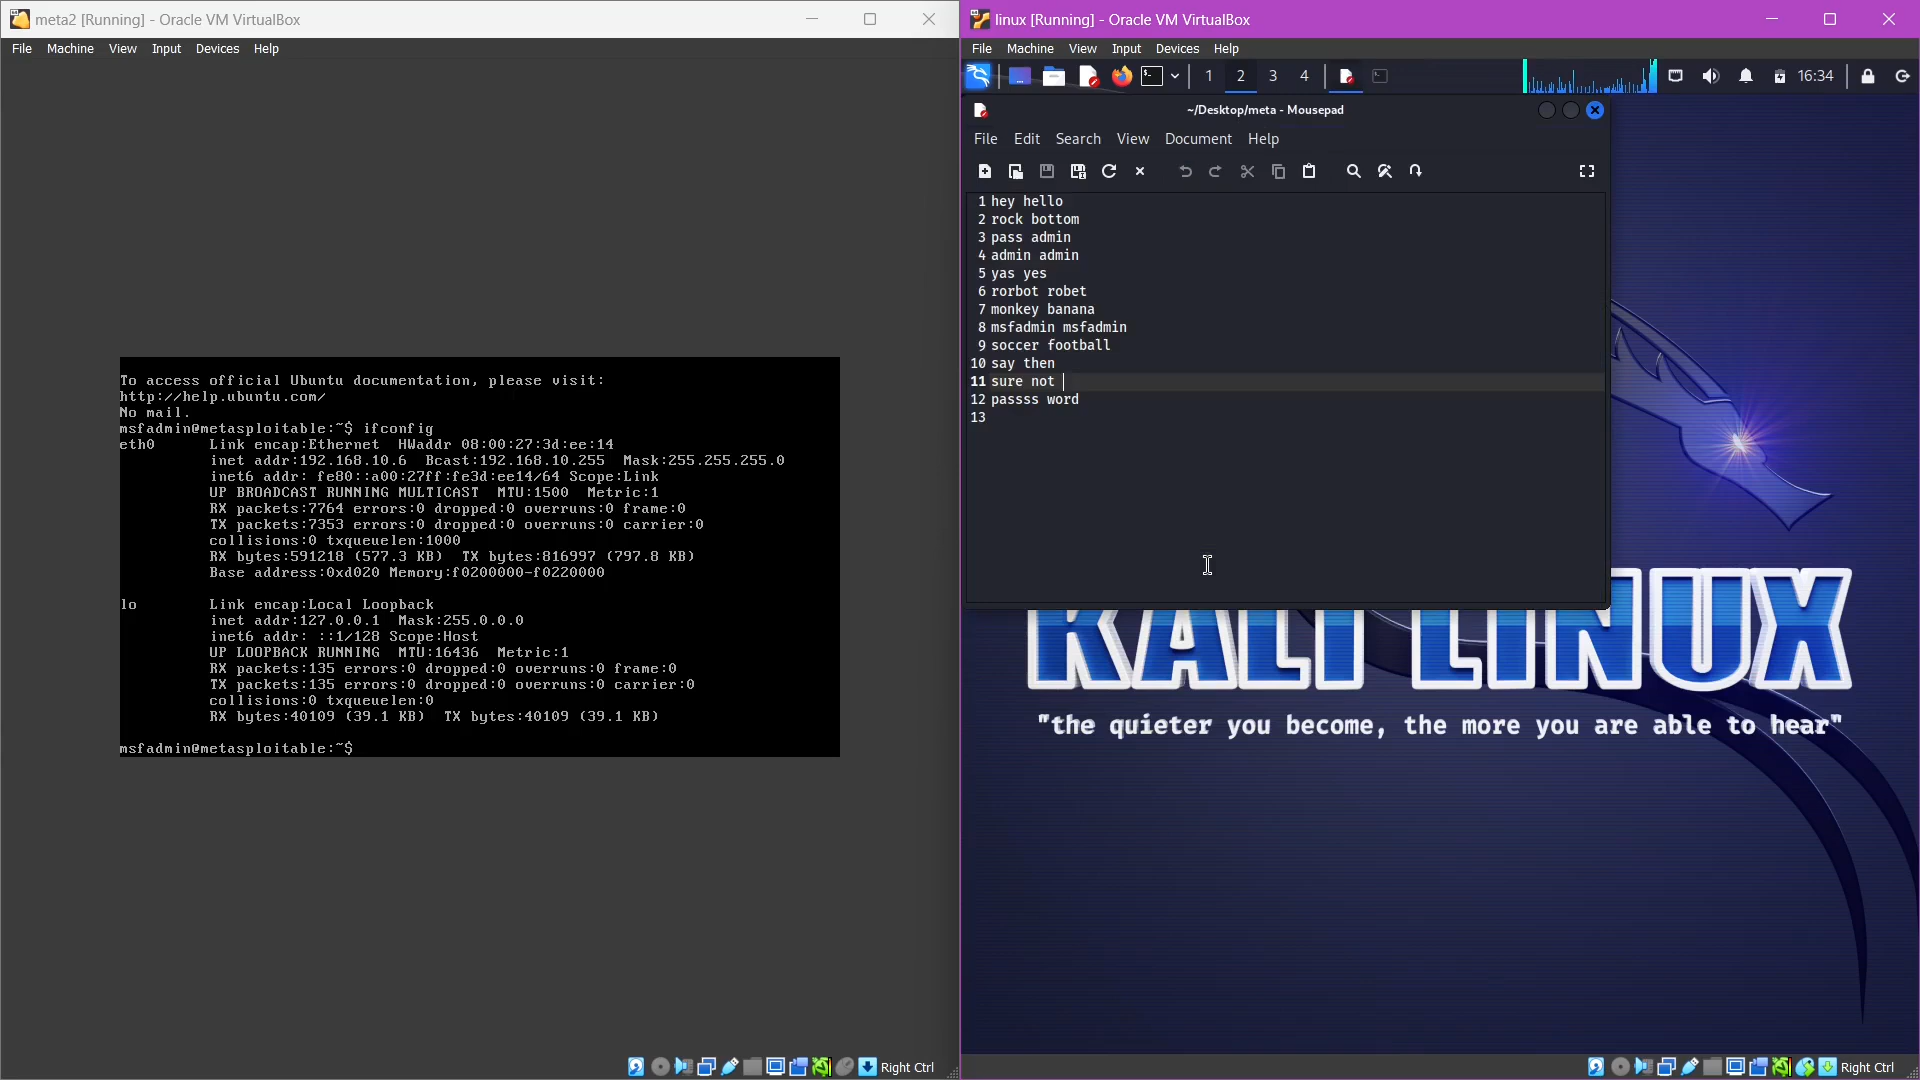 meta2 [Running] - Oracle VM VirtualBox
File Machine View Input Devices Help
To access official Ubuntu documentation, please visit:
http://help.ubuntu.com/
No mail.
msfadmin@metasploitable:~$ ifconfig
eth0 Link encap:Ethernet HWaddr 08:00:27:3d:ee:14
inet addr:192.168.10.6 Bcast:192.168.10.255 Mask:255.255.255.0
inet6 addr: fe80::a00:27ff:fe3d:ee14/64 Scope:Link
UP BROADCAST RUNNING MULTICAST MTU:1500 Metric:1
RX packets:7764 errors:0 dropped:0 overruns:0 frame:0
TX packets:7353 errors:0 dropped:0 overruns:0 carrier:0
collisions:0 txqueuelen:1000
RX bytes:591218 (577.3 KB) TX bytes:816997 (797.8 KB)
Base address:0xd020 Memory:f0200000-f0220000
lo Link encap:Local Loopback
inet addr:127.0.0.1 Mask:255.0.0.0
inet6 addr: ::1/128 Scope:Host
UP LOOPBACK RUNNING MTU:16436 Metric:1
RX packets:135 errors:0 dropped:0 overruns:0 frame:0
TX packets:135 errors:0 dropped:0 overruns:0 carrier:0
collisions:0 txqueuelen:0
RX bytes:40109 (39.1 KB) TX bytes:40109 (39.1 KB)
msfadmin@metasploitable:~$
Right Ctrl
linux [Running] - Oracle VM VirtualBox
File Machine View Input Devices Help
1 2 3 4 16:34
~/Desktop/meta - Mousepad
File Edit Search View Document Help
1 hey hello
2 rock bottom
3 pass admin
4 admin admin
5 yas yes
6 rorbot robet
7 monkey banana
8 msfadmin msfadmin
9 soccer football
10 say then
11 sure not
12 passss word
13
KALI LINUX
"the quieter you become, the more you are able to hear"
Right Ctrl